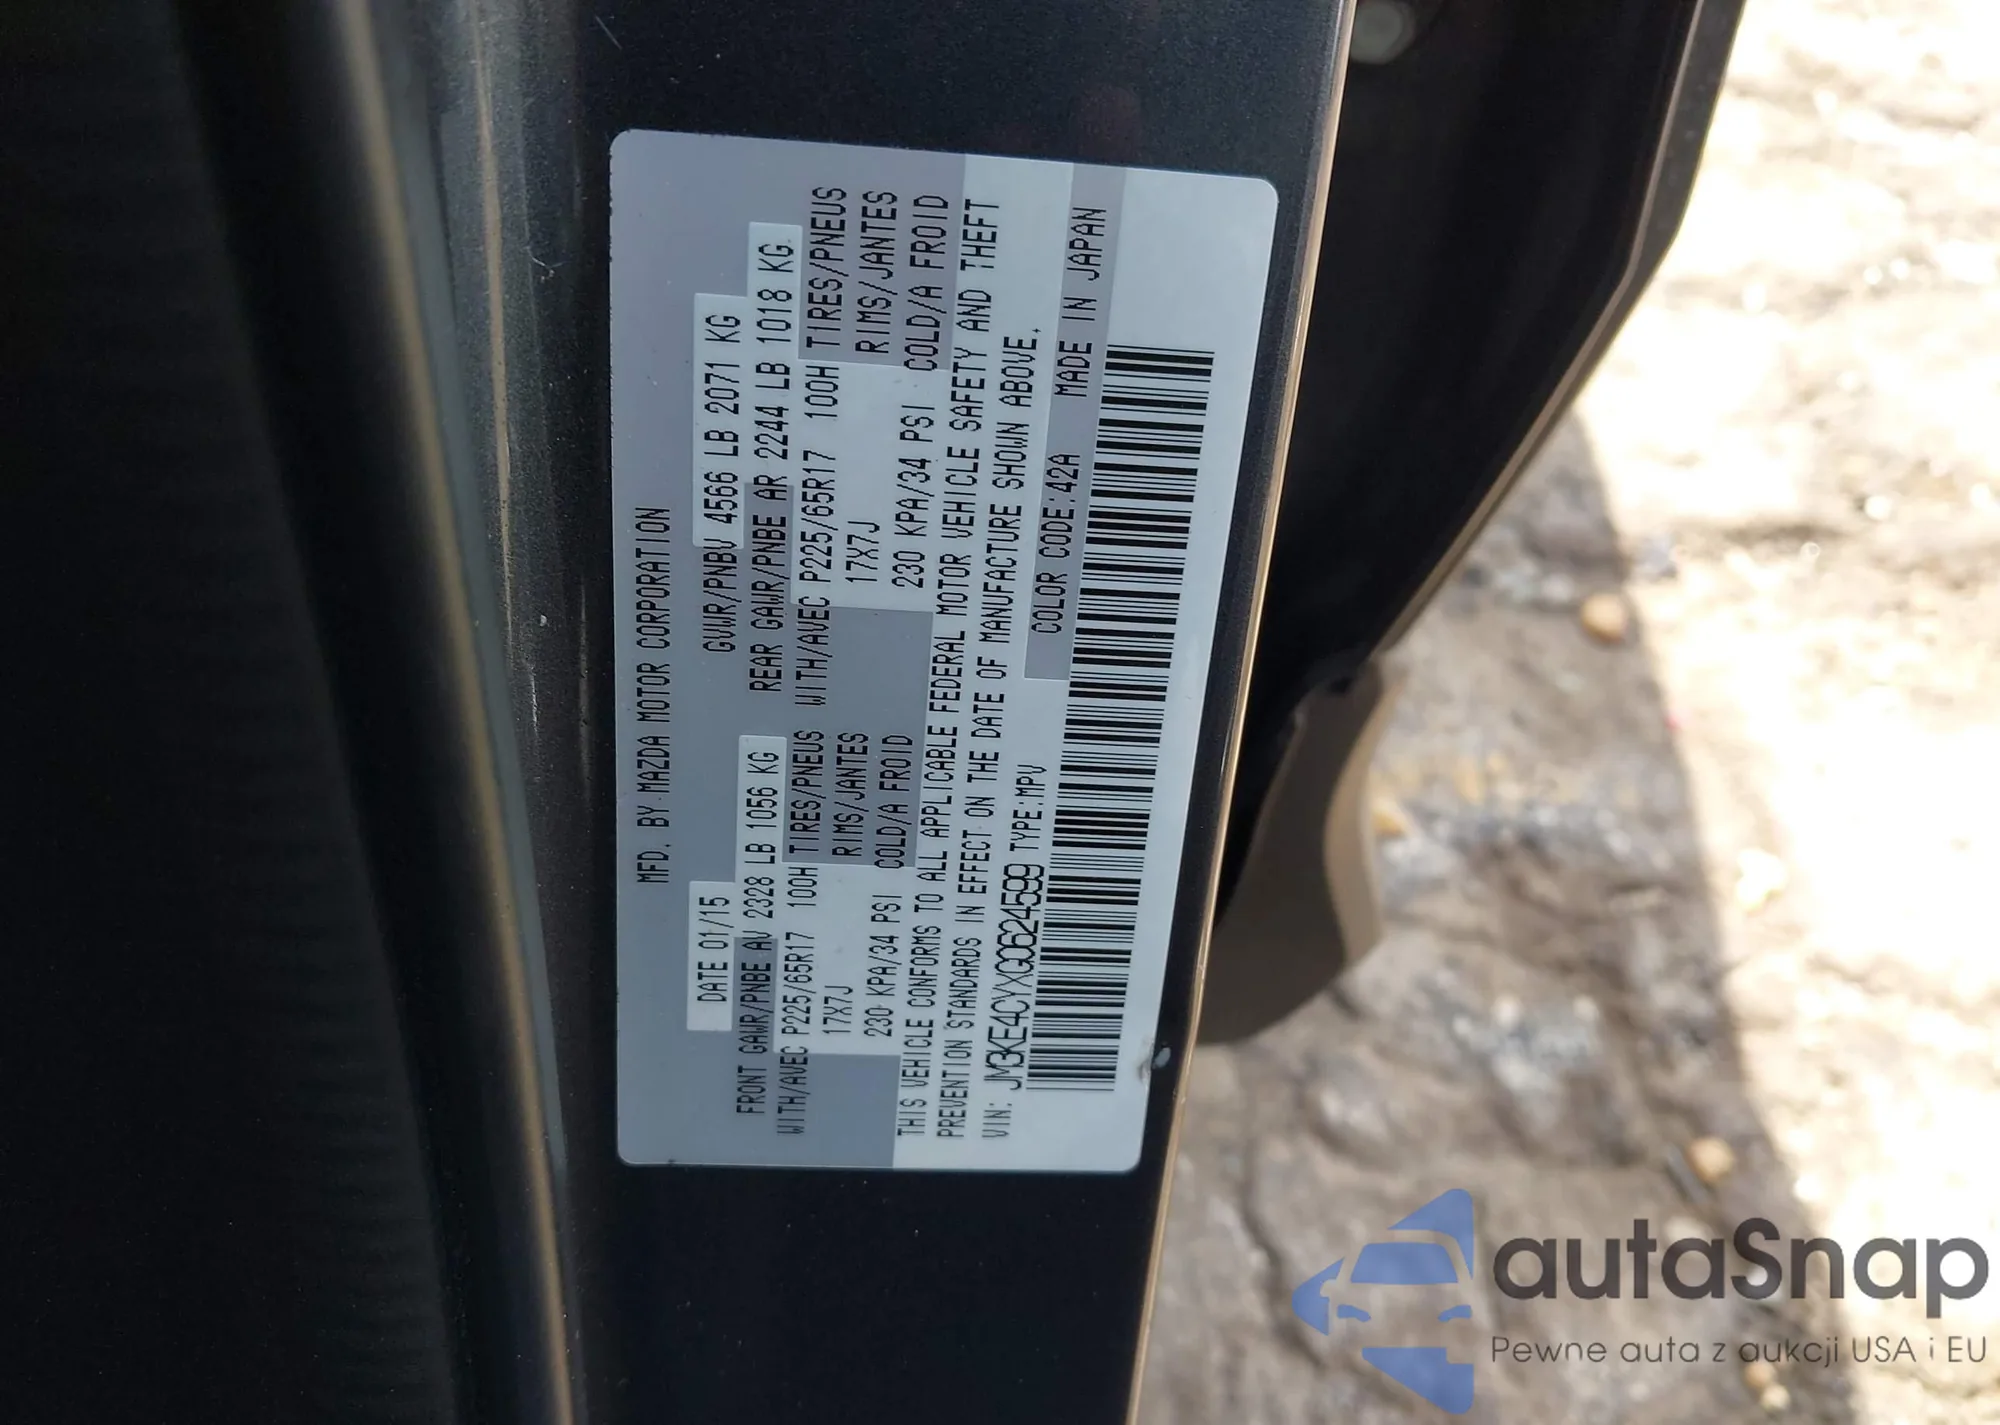 MFD. BY MAZDA MOTOR CORPORATION
DATE 01/15 GVWR/PNBV 4566 LB 2071 KG
FRONT GAWR/PNBE AV 2328 LB 1056 KG REAR GAWR/PNBE AR 2244 LB 1018 KG
WITH/AVEC P225/65R17 100H TIRES/PNEUS WITH/AVEC P225/65R17 100H TIRES/PNEUS
17X7J RIMS/JANTES 17X7J RIMS/JANTES
230 KPA/34 PSI COLD/A FROID 230 KPA/34 PSI COLD/A FROID
THIS VEHICLE CONFORMS TO ALL APPLICABLE FEDERAL MOTOR VEHICLE SAFETY AND THEFT
PREVENTION STANDARDS IN EFFECT ON THE DATE OF MANUFACTURE SHOWN ABOVE.
VIN: JM3KE4CYXG0624599 TYPE:MPV COLOR CODE:42A MADE IN JAPAN
autaSnap
Pewne auta z aukcji USA i EU